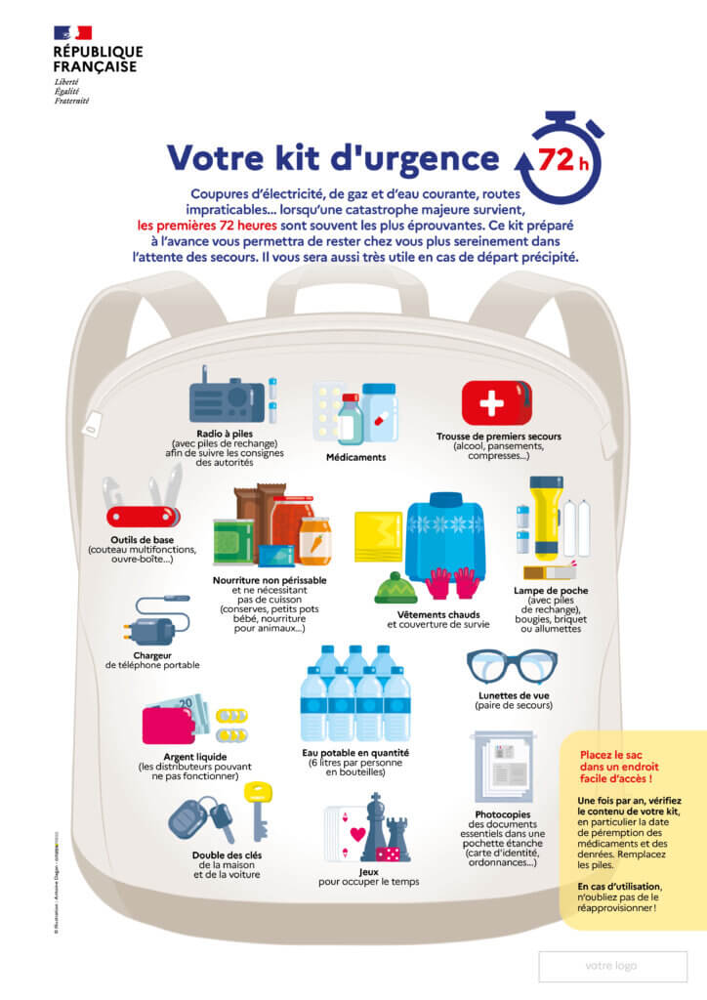 RÉPUBLIQUE
FRANÇAISE
Liberté
Égalité
Fraternité
Votre kit d'urgence
72 h
Coupures d'électricité, de gaz et d'eau courante, routes
impraticables... lorsqu'une catastrophe majeure survient,
les premières 72 heures sont souvent les plus éprouvantes. Ce kit préparé
à l'avance vous permettra de rester chez vous plus sereinement dans
l'attente des secours. Il vous sera aussi très utile en cas de départ précipité.
Radio à piles
(avec piles de rechange)
afin de suivre les consignes
des autorités
Médicaments
Trousse de premiers secours
(alcool, pansements,
compresses...)
Outils de base
(couteau multifonctions,
ouvre-boîte...)
Nourriture non périssable
et ne nécessitant
pas de cuisson
(conserves, petits pots
bébé, nourriture
pour animaux...)
Vêtements chauds
et couverture de survie
Lampe de poche
(avec piles
de rechange),
bougies, briquet
ou allumettes
Chargeur
de téléphone portable
20
Argent liquide
(les distributeurs pouvant
ne pas fonctionner)
Eau potable en quantité
(6 litres par personne
en bouteilles)
Lunettes de vue
(paire de secours)
Double des clés
de la maison
et de la voiture
A
Jeux
pour occuper le temps
Photocopies
des documents
essentiels dans une
pochette étanche
(carte d'identité,
ordonnances...)
Placez le sac
dans un endroit
facile d'accès !
Une fois par an, vérifiez
le contenu de votre kit,
en particulier la date
de péremption des
médicaments et des
denrées. Remplacez
les piles.
En cas d'utilisation,
n'oubliez pas de le
réapprovisionner !
© Illustration : Antoine Dagan
votre logo